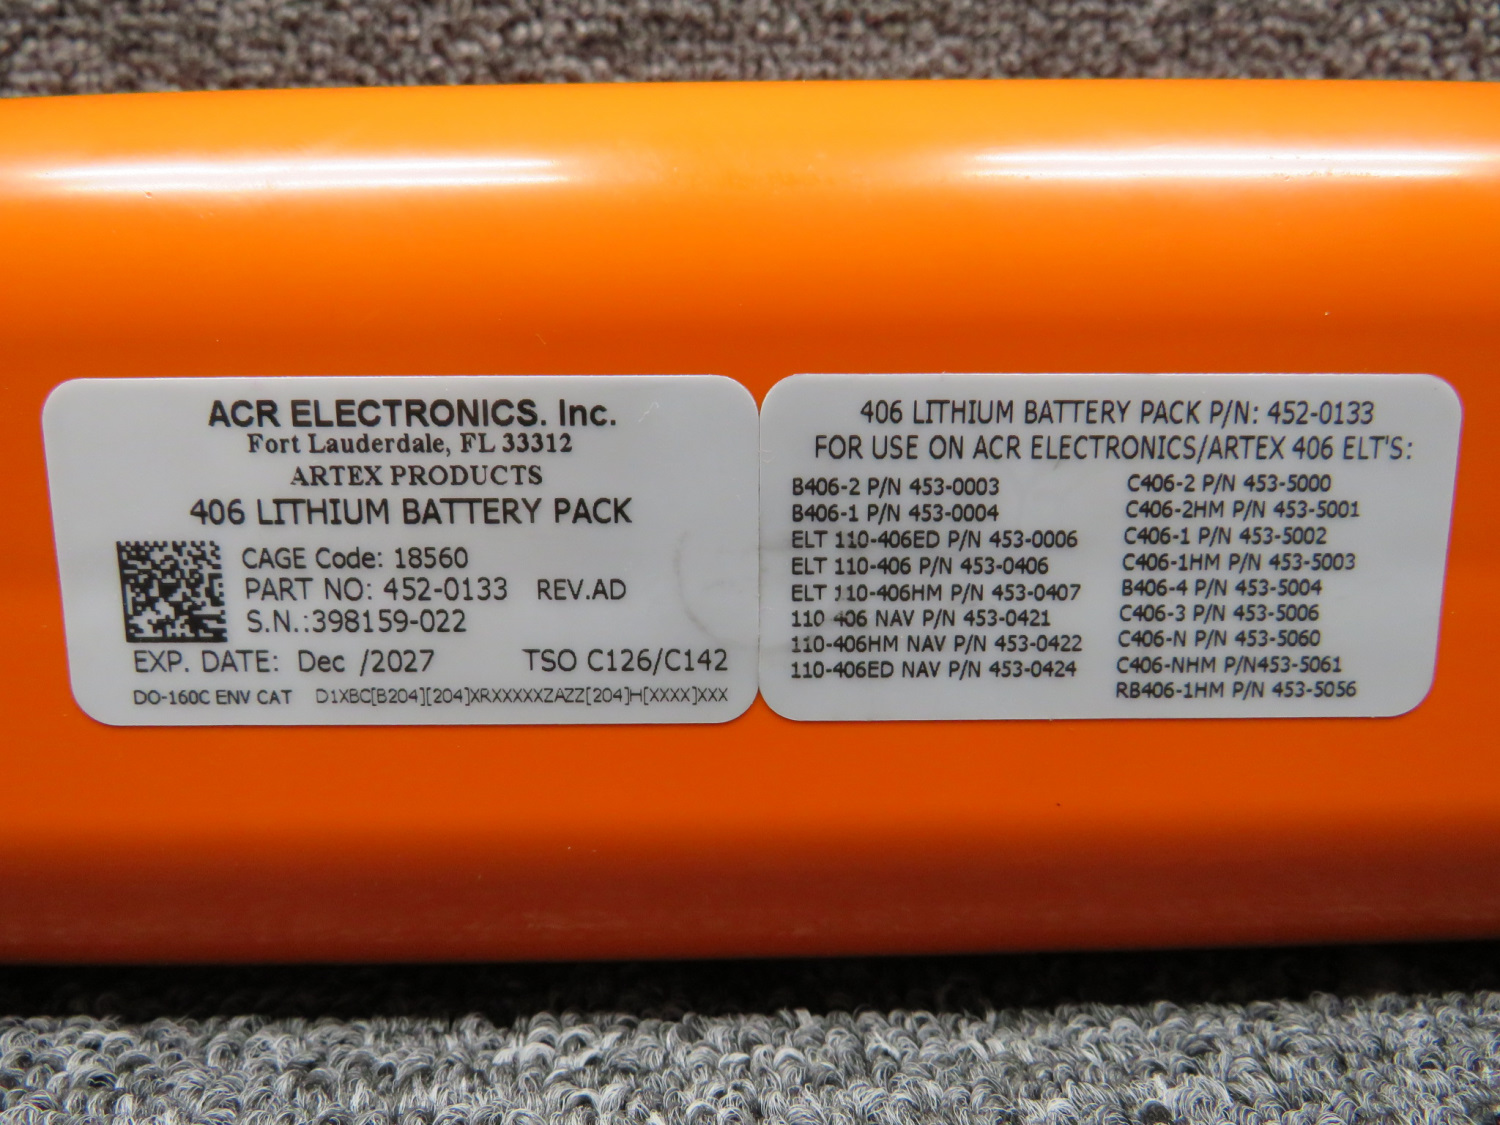 ACR ELECTRONICS. Inc.
Fort Lauderdale, FL 33312
ARTEX PRODUCTS
406 LITHIUM BATTERY PACK
CAGE Code: 18560
PART NO: 452-0133 REV.AD
S.N.:398159-022
EXP. DATE: Dec /2027 TSO C126/C142
DO-160C ENV CAT D1XBC[B204][204]XRXXXXXZAZZ[204]H[XXXX]XXX
406 LITHIUM BATTERY PACK P/N: 452-0133
FOR USE ON ACR ELECTRONICS/ARTEX 406 ELT'S:
B406-2 P/N 453-0003
B406-1 P/N 453-0004
ELT 110-406ED P/N 453-0006
ELT 110-406 P/N 453-0406
ELT 110-406HM P/N 453-0407
110 406 NAV P/N 453-0421
110-406HM NAV P/N 453-0422
110-406ED NAV P/N 453-0424
C406-2 P/N 453-5000
C406-2HM P/N 453-5001
C406-1 P/N 453-5002
C406-1HM P/N 453-5003
B406-4 P/N 453-5004
C406-3 P/N 453-5006
C406-N P/N 453-5060
C406-NHM P/N453-5061
RB406-1HM P/N 453-5056